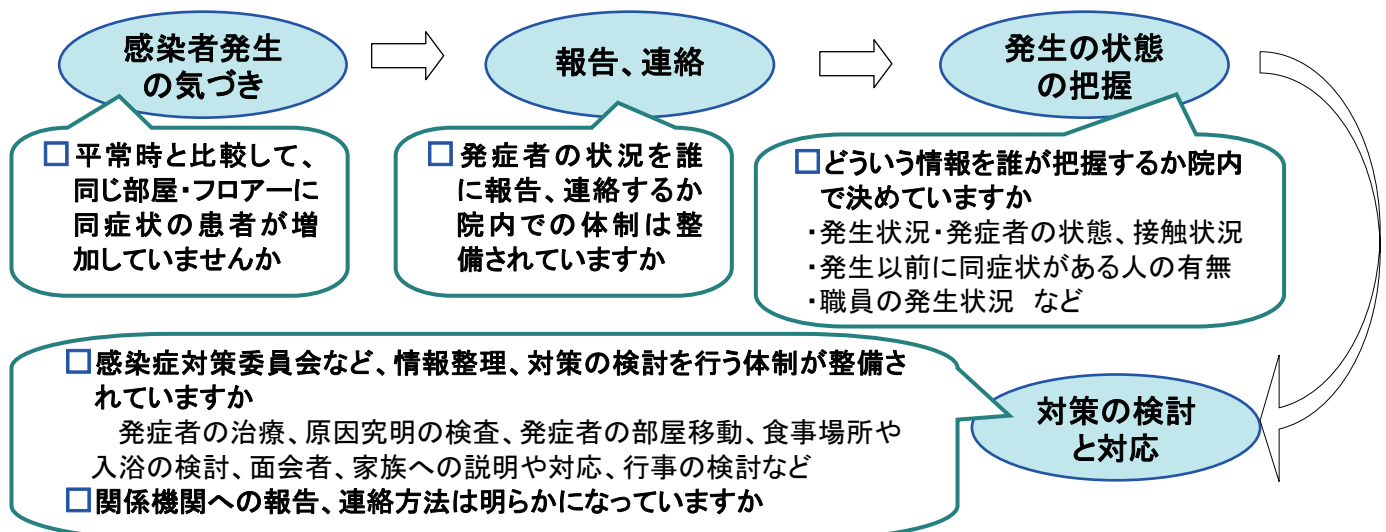 感染者発生
の気づき
報告、連絡
発生の状態
の把握
□平常時と比較して、
同じ部屋・フロアーに
同症状の患者が増
加していませんか
□発症者の状況を誰
に報告、連絡するか
院内での体制は整
備されていますか
□どういう情報を誰が把握するか院内
で決めていますか
・発生状況・発症者の状態、接触状況
・発生以前に同症状がある人の有無
・職員の発生状況　など
□感染症対策委員会など、情報整理、対策の検討を行う体制が整備さ
れていますか
発症者の治療、原因究明の検査、発症者の部屋移動、食事場所や
入浴の検討、面会者、家族への説明や対応、行事の検討など
□関係機関への報告、連絡方法は明らかになっていますか
対策の検討
と対応